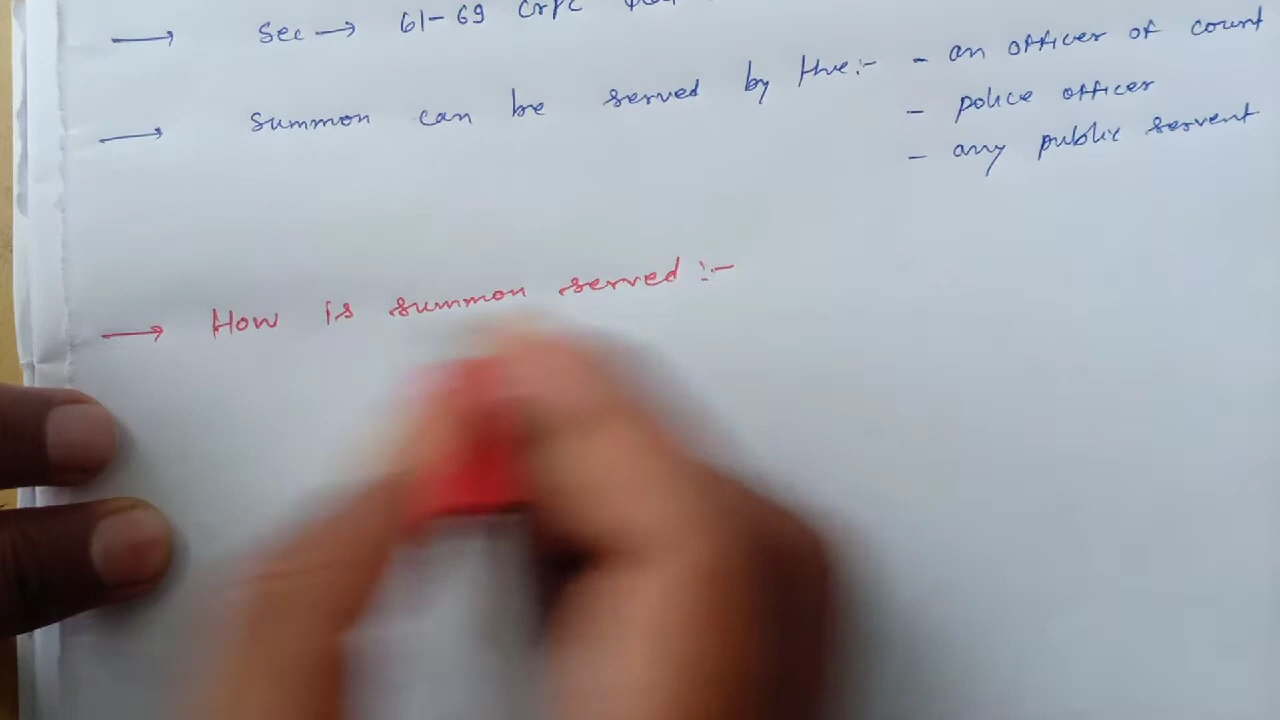 → Sec → 61-69 CrPC
→ Summon can be served by the:- - an officer of court
- police officer
- any public servent
→ How is summon served :-